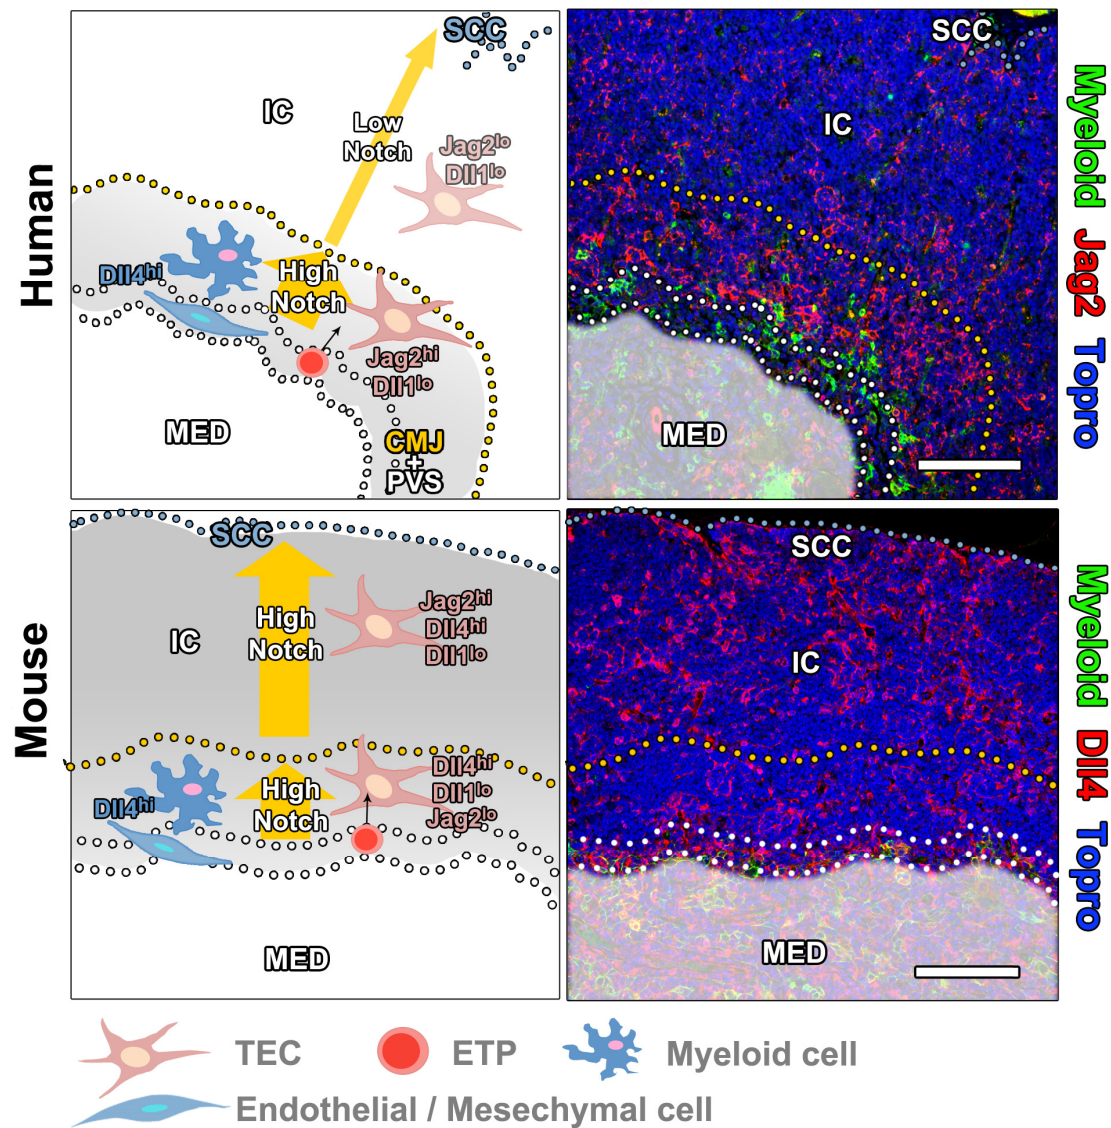 Human
SCC
IC
Low
Notch
Jag2lo
Dll1lo
Dll4hi
High
Notch
Jag2hi
Dll1lo
MED
CMJ
+
PVS
SCC
IC
MED
Myeloid Jag2 Topro
Mouse
SCC
IC
High
Notch
Jag2hi
Dll4hi
Dll1lo
Dll4hi
High
Notch
Dll4hi
Dll1lo
Jag2lo
MED
SCC
IC
MED
Myeloid Dll4 Topro
TEC
ETP
Myeloid cell
Endothelial / Mesechymal cell